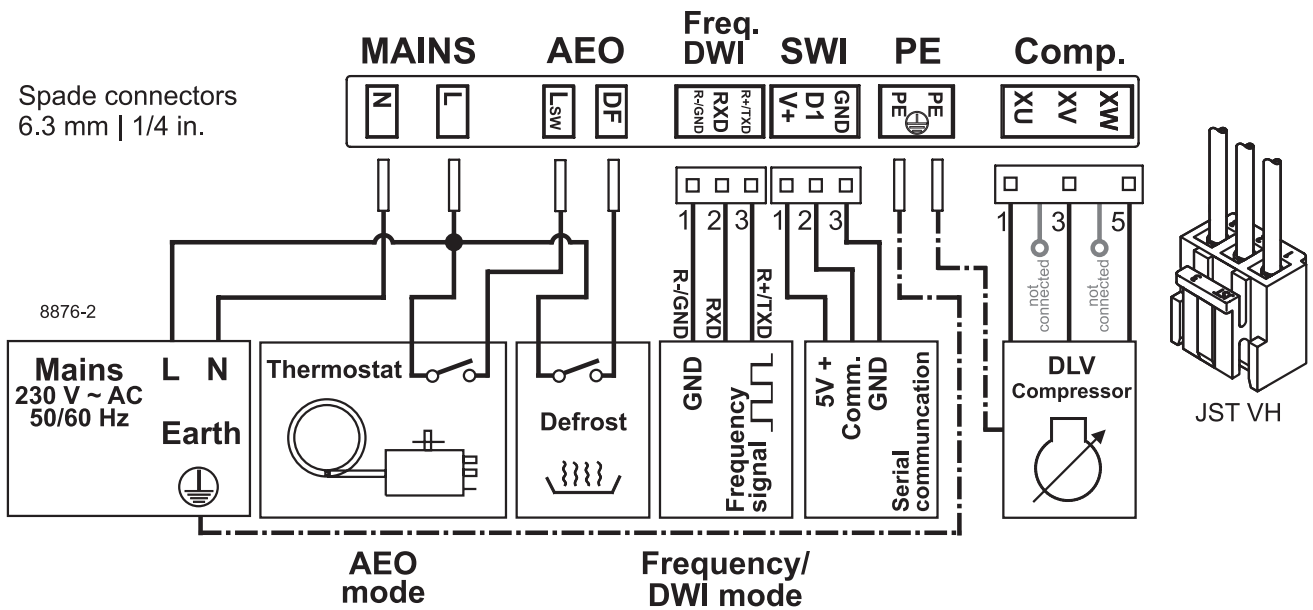 Freq.
MAINS AEO DWI SWI PE Comp.
Spade connectors
6.3 mm | 1/4 in.
N L Lsw DF R-/GND RXD R+/TXD V+ D1 GND PE PE XU XV XW
1 2 3 1 2 3 1 3 5
not
connected
not
connected
R-/GND RXD R+/TXD
8876-2
Mains L N
230 V ~ AC
50/60 Hz
Earth
Thermostat
Defrost
GND
Frequency
signal
5V +
Comm.
GND
Serial
communcation
DLV
Compressor
JST VH
AEO
mode
Frequency/
DWI mode